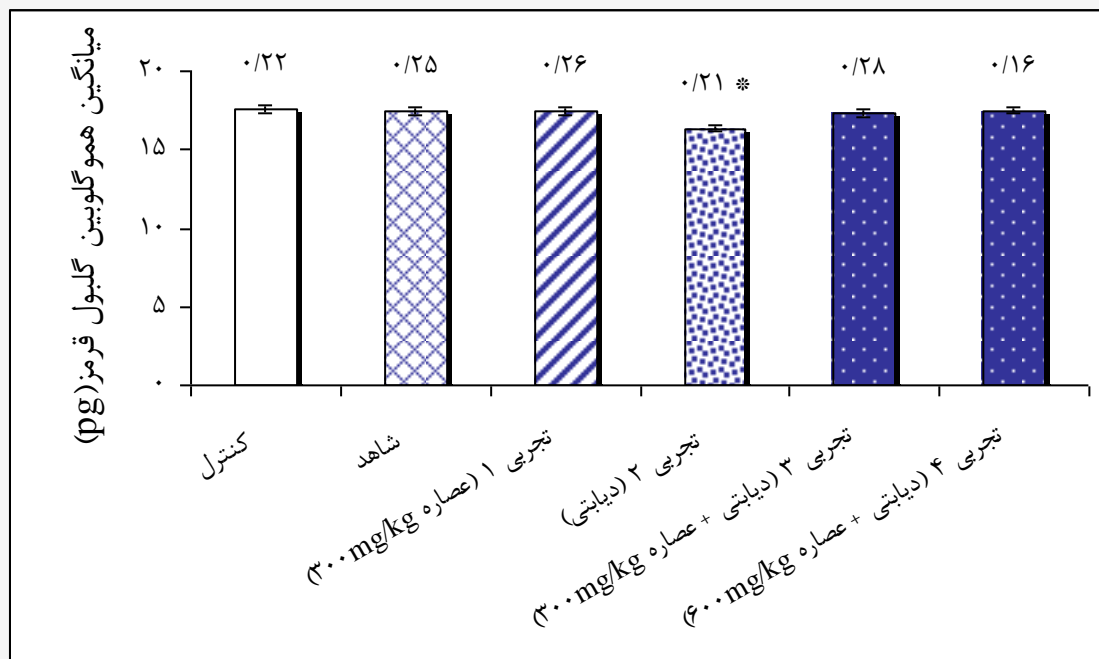 میانگین هموگلوبین گلبول قرمز(pg)
۲۰
۱۵
۱۰
۵
۰
۰/۲۲
۰/۲۵
۰/۲۶
۰/۲۱ *
۰/۲۸
۰/۱۶
کنترل
شاهد
تجربی ۱ (عصاره ۳۰۰mg/kg)
تجربی ۲ (دیابتی)
تجربی ۳ (دیابتی + عصاره ۳۰۰mg/kg)
تجربی ۴ (دیابتی + عصاره ۶۰۰mg/kg)